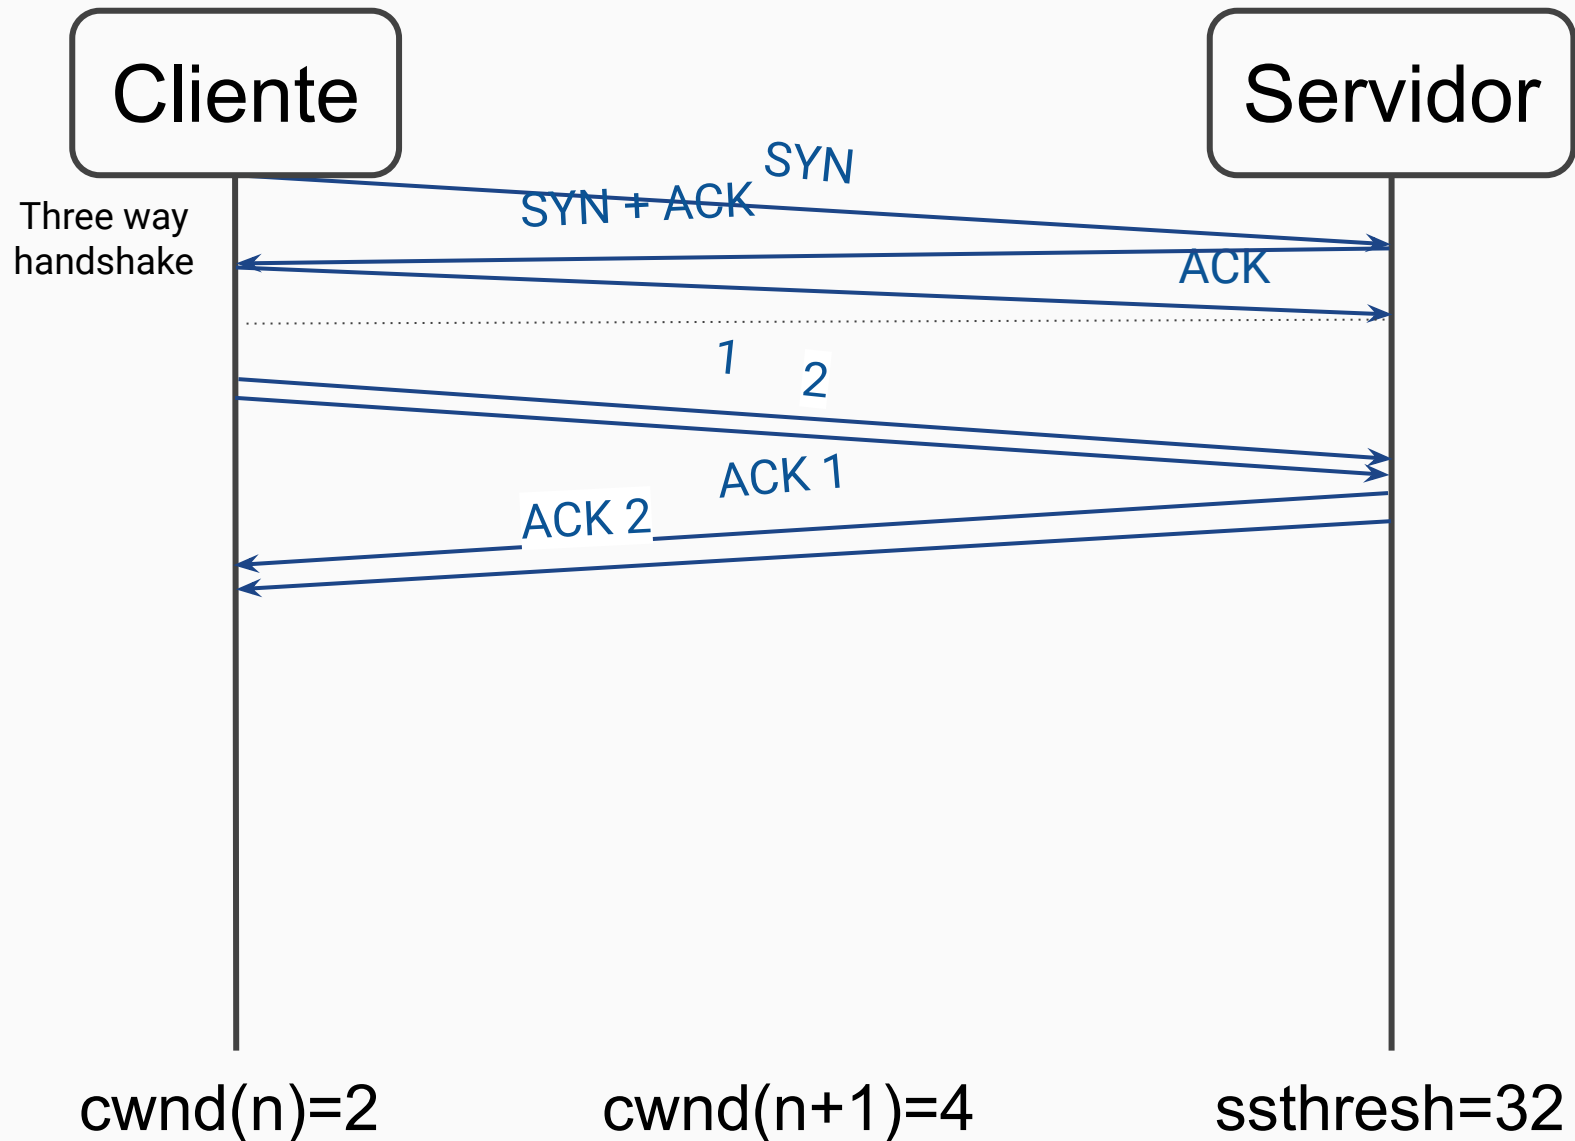 Cliente
Servidor
SYN
SYN + ACK
Three way
handshake
ACK
1
2
ACK 1
ACK 2
cwnd(n)=2
cwnd(n+1)=4
ssthresh=32